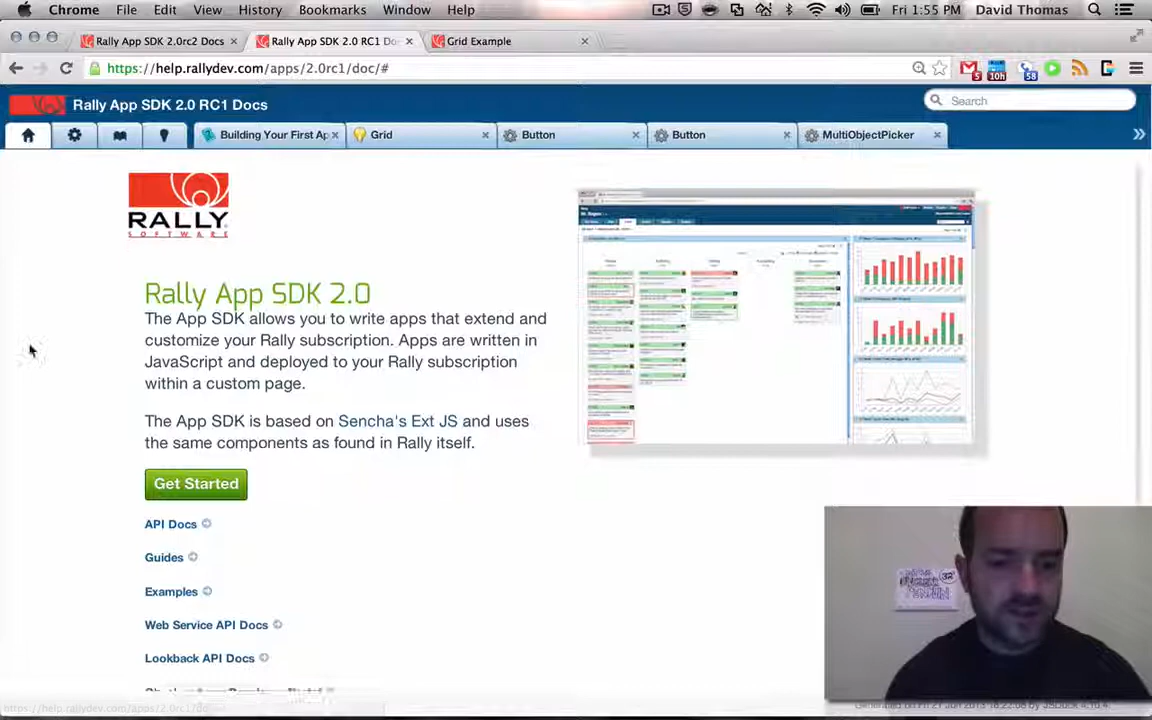 Chrome File Edit View History Bookmarks Window Help Fri 1:55 PM David Thomas
Rally App SDK 2.0rc2 Docs Rally App SDK 2.0 RC1 Do Grid Example
https://help.rallydev.com/apps/2.0rc1/doc/#
5 10h 58
Rally App SDK 2.0 RC1 Docs Search
Building Your First Ap Grid Button Button MultiObjectPicker
RALLY
SOFTWARE
Rally App SDK 2.0
The App SDK allows you to write apps that extend and
customize your Rally subscription. Apps are written in
JavaScript and deployed to your Rally subscription
within a custom page.
The App SDK is based on Sencha's Ext JS and uses
the same components as found in Rally itself.
Get Started
API Docs
Guides
Examples
Web Service API Docs
Lookback API Docs